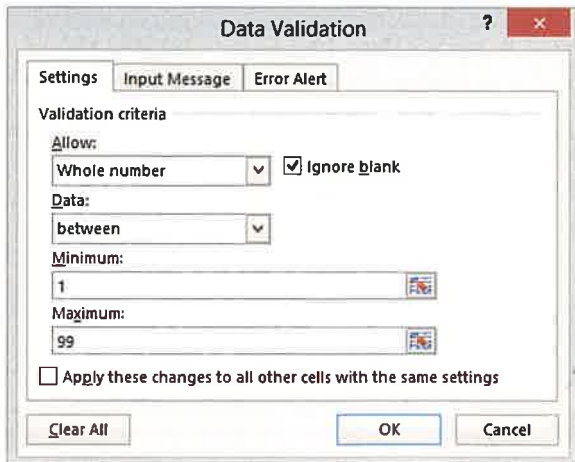 Data Validation ?
Settings Input Message Error Alert
Validation criteria
Allow:
Whole number Ignore blank
Data:
between
Minimum:
1
Maximum:
99
Apply these changes to all other cells with the same settings
Clear All OK Cancel